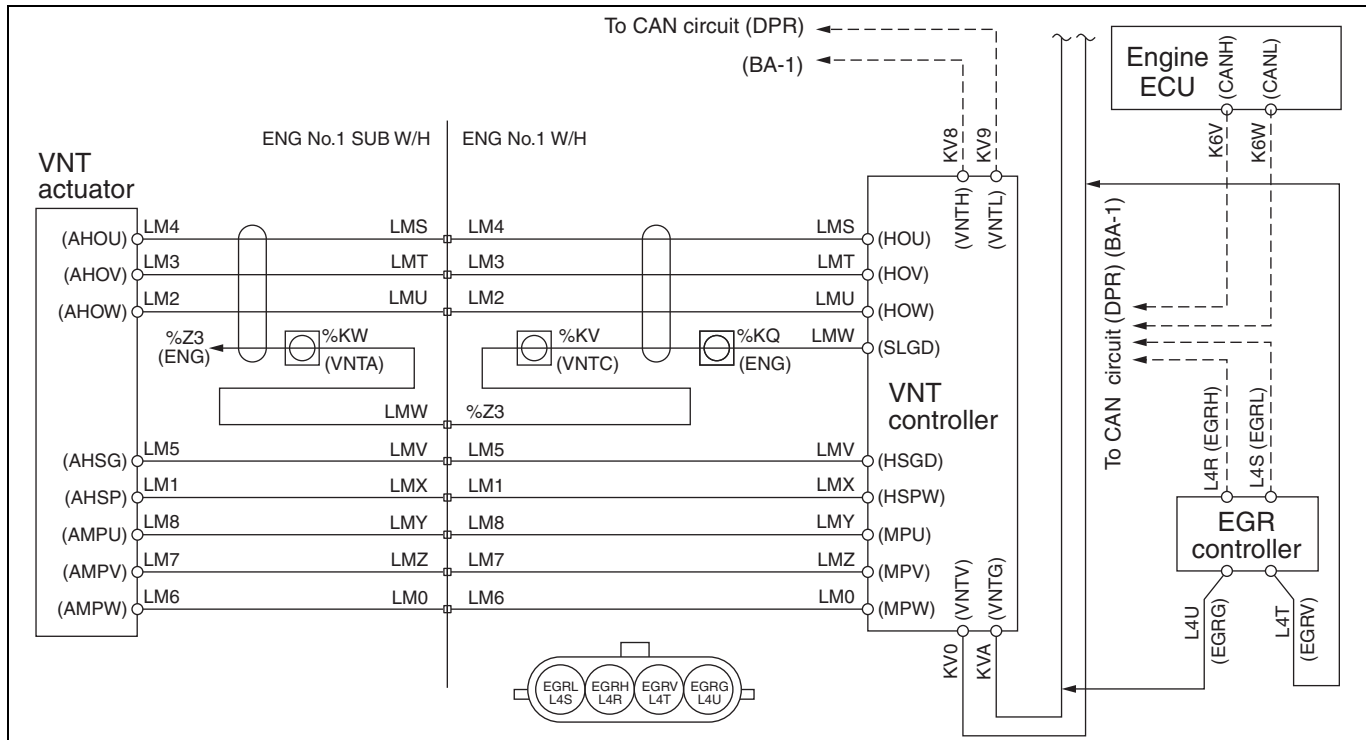 To CAN circuit (DPR)
(BA-1)
Engine
ECU
(CANH)
(CANL)
K6V
K6W
ENG No.1 SUB W/H
ENG No.1 W/H
KV8
KV9
VNT
actuator
(VNTH)
(VNTL)
(AHOU)
LM4
LMS
LM4
LMS
(HOU)
(AHOV)
LM3
LMT
LM3
LMT
(HOV)
(AHOW)
LM2
LMU
LM2
LMU
(HOW)
%Z3
(ENG)
%KW
(VNTA)
%KV
(VNTC)
%KQ
(ENG)
LMW
(SLGD)
VNT
controller
LMW
%Z3
(AHSG)
LM5
LMV
LM5
LMV
(HSGD)
(AHSP)
LM1
LMX
LM1
LMX
(HSPW)
(AMPU)
LM8
LMY
LM8
LMY
(MPU)
(AMPV)
LM7
LMZ
LM7
LMZ
(MPV)
(AMPW)
LM6
LM0
LM6
LM0
(MPW)
(VNTV)
(VNTG)
KV0
KVA
To CAN circuit (DPR) (BA-1)
L4R (EGRH)
L4S (EGRL)
EGR
controller
L4U
(EGRG)
L4T
(EGRV)
EGRL
L4S
EGRH
L4R
EGRV
L4T
EGRG
L4U